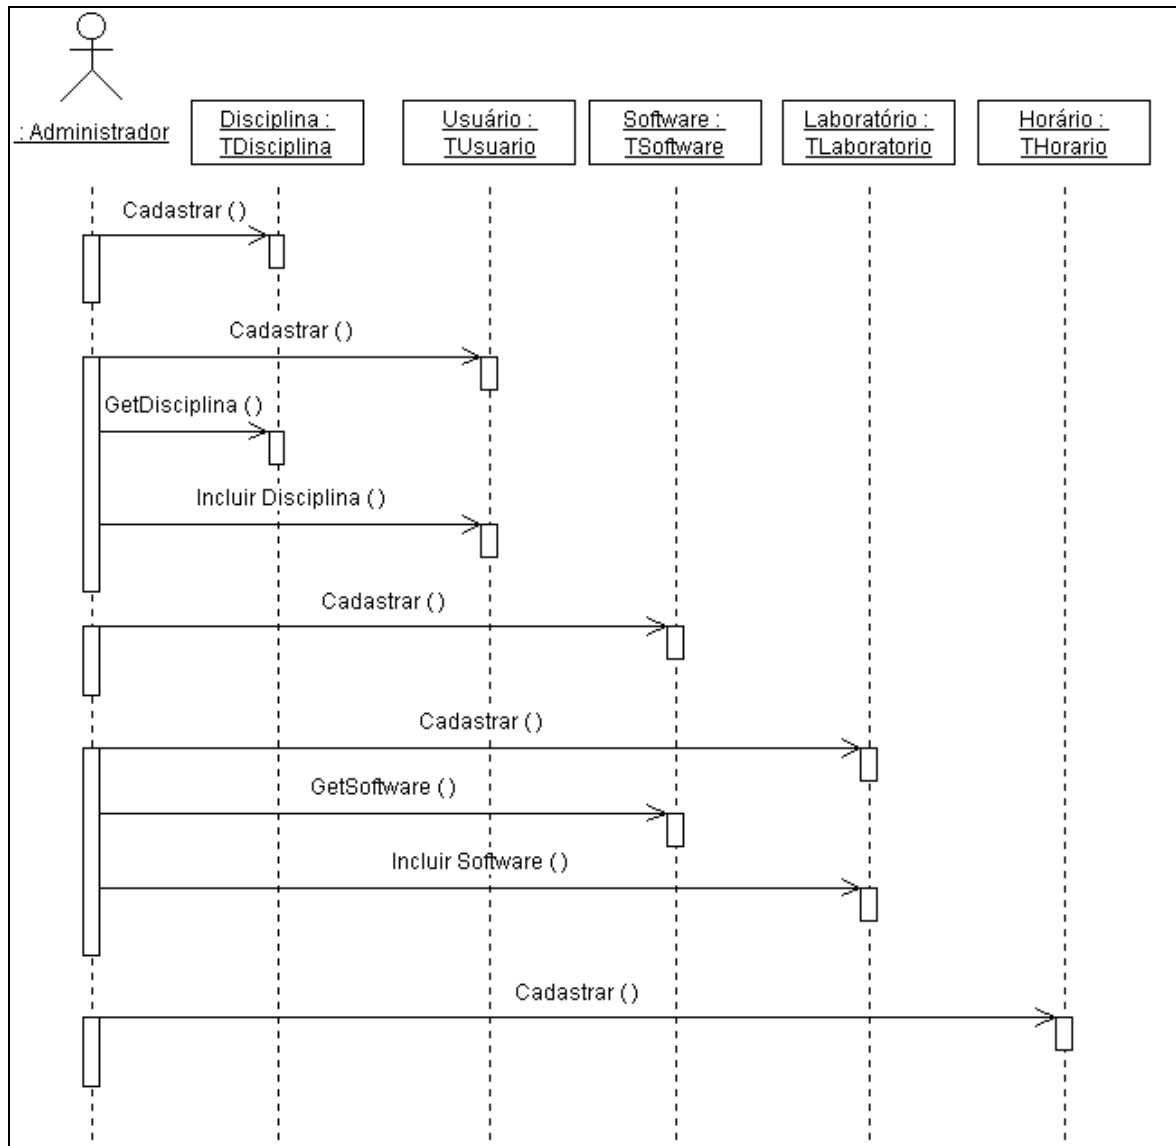 : Administrador
Disciplina :
TDisciplina
Usuário :
TUsuario
Software :
TSoftware
Laboratório :
TLaboratorio
Horário :
THorario
Cadastrar ( )
Cadastrar ( )
GetDisciplina ( )
Incluir Disciplina ( )
Cadastrar ( )
Cadastrar ( )
GetSoftware ( )
Incluir Software ( )
Cadastrar ( )